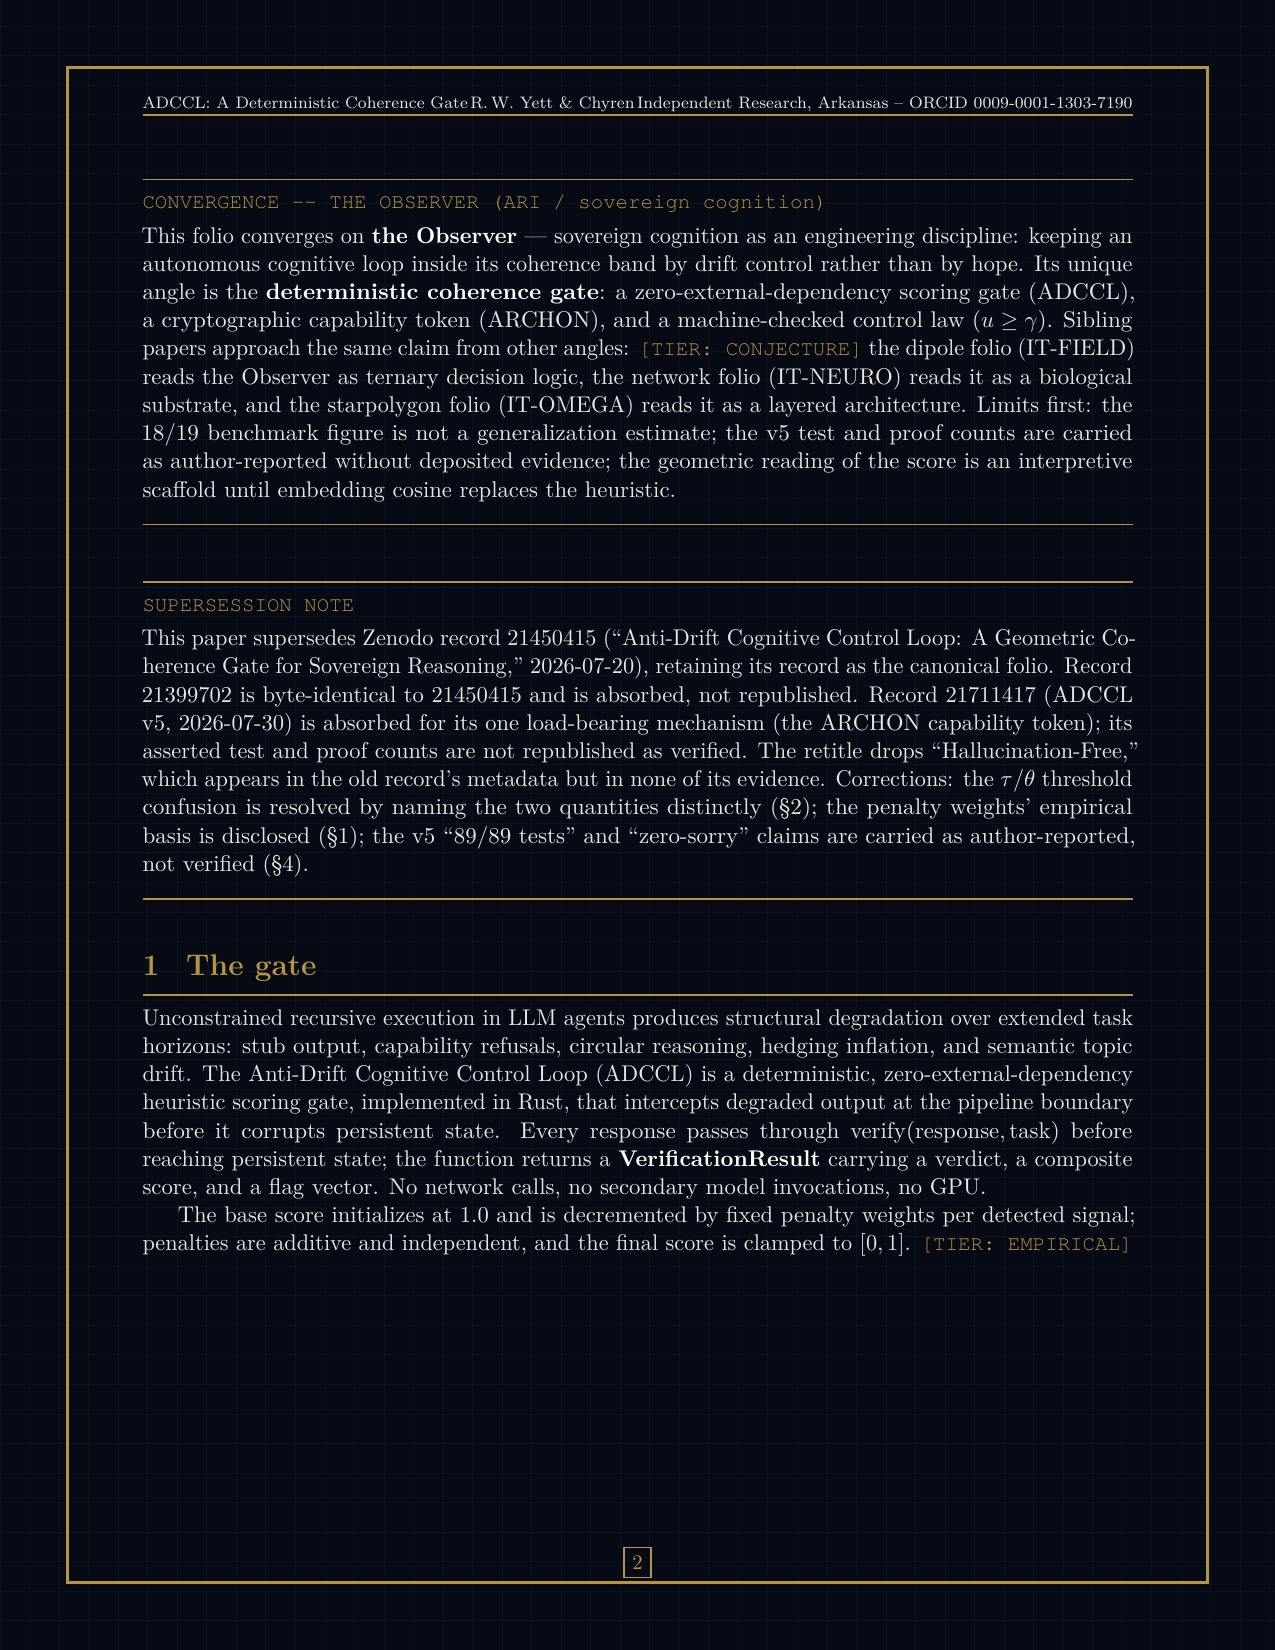 ADCCL: A Deterministic Coherence Gate R. W. Yett & Chyren Independent Research, Arkansas – ORCID 0009-0001-1303-7190
CONVERGENCE -- THE OBSERVER (ARI / sovereign cognition)
This folio converges on the Observer — sovereign cognition as an engineering discipline: keeping an
autonomous cognitive loop inside its coherence band by drift control rather than by hope. Its unique
angle is the deterministic coherence gate: a zero-external-dependency scoring gate (ADCCL),
a cryptographic capability token (ARCHON), and a machine-checked control law (u ≥ γ). Sibling
papers approach the same claim from other angles: [TIER: CONJECTURE] the dipole folio (IT-FIELD)
reads the Observer as ternary decision logic, the network folio (IT-NEURO) reads it as a biological
substrate, and the starpolygon folio (IT-OMEGA) reads it as a layered architecture. Limits first: the
18/19 benchmark figure is not a generalization estimate; the v5 test and proof counts are carried
as author-reported without deposited evidence; the geometric reading of the score is an interpretive
scaffold until embedding cosine replaces the heuristic.
SUPERSESSION NOTE
This paper supersedes Zenodo record 21450415 (“Anti-Drift Cognitive Control Loop: A Geometric Co-
herence Gate for Sovereign Reasoning,” 2026-07-20), retaining its record as the canonical folio. Record
21399702 is byte-identical to 21450415 and is absorbed, not republished. Record 21711417 (ADCCL
v5, 2026-07-30) is absorbed for its one load-bearing mechanism (the ARCHON capability token); its
asserted test and proof counts are not republished as verified. The retitle drops “Hallucination-Free,”
which appears in the old record’s metadata but in none of its evidence. Corrections: the τ/θ threshold
confusion is resolved by naming the two quantities distinctly (§2); the penalty weights’ empirical
basis is disclosed (§1); the v5 “89/89 tests” and “zero-sorry” claims are carried as author-reported,
not verified (§4).
1 The gate
Unconstrained recursive execution in LLM agents produces structural degradation over extended task
horizons: stub output, capability refusals, circular reasoning, hedging inflation, and semantic topic
drift. The Anti-Drift Cognitive Control Loop (ADCCL) is a deterministic, zero-external-dependency
heuristic scoring gate, implemented in Rust, that intercepts degraded output at the pipeline boundary
before it corrupts persistent state. Every response passes through verify(response, task) before
reaching persistent state; the function returns a VerificationResult carrying a verdict, a composite
score, and a flag vector. No network calls, no secondary model invocations, no GPU.
The base score initializes at 1.0 and is decremented by fixed penalty weights per detected signal;
penalties are additive and independent, and the final score is clamped to [0, 1]. [TIER: EMPIRICAL]
2